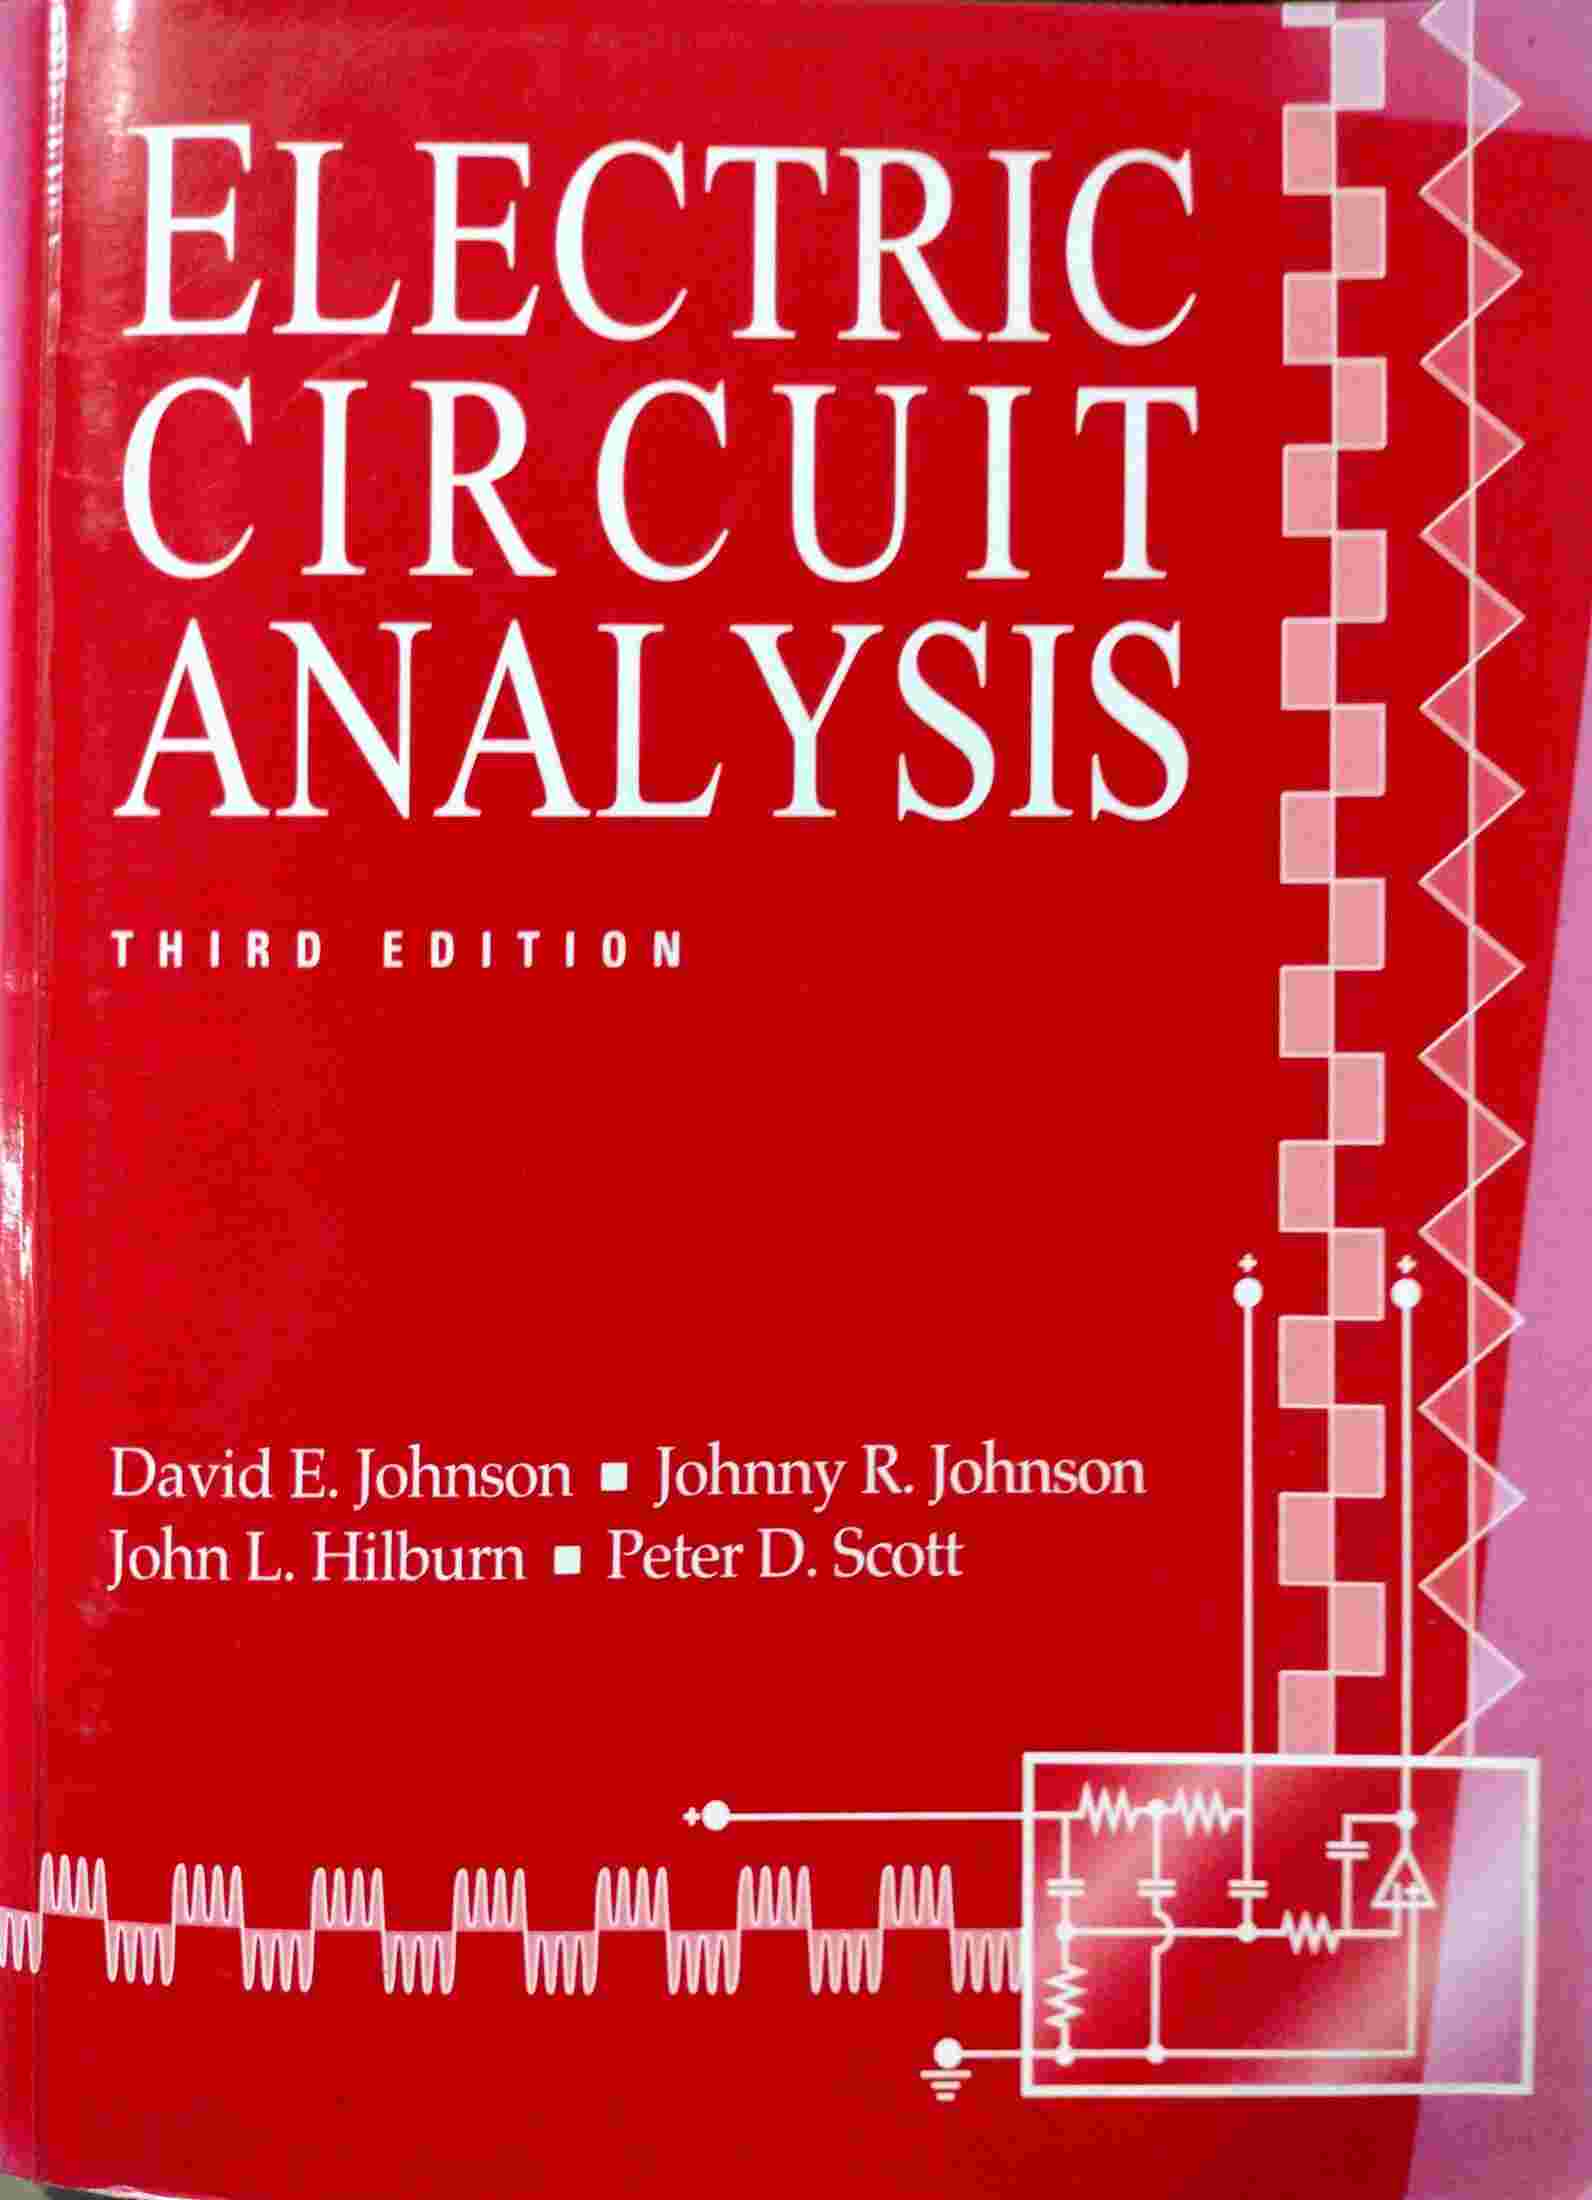 ELECTRIC
CIRCUIT
ANALYSIS
THIRD EDITION
David E. Johnson ■ Johnny R. Johnson
John L. Hilburn ■ Peter D. Scott
+ +
+